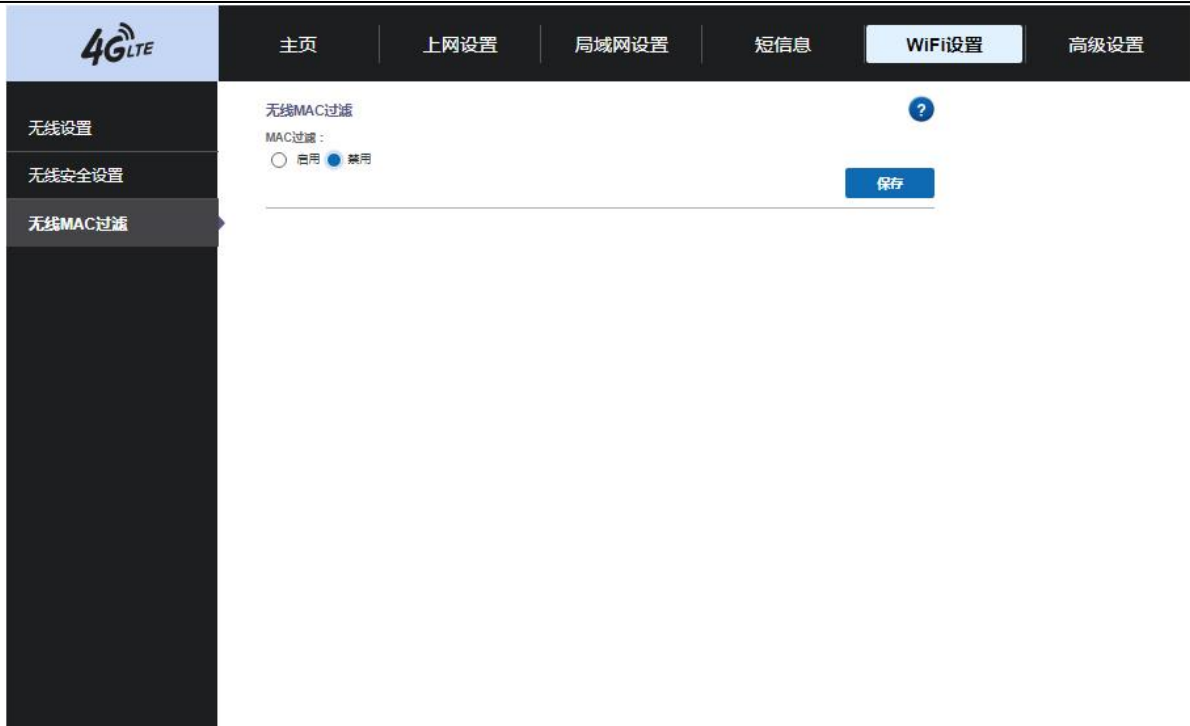 4G LTE
主页 上网设置 局域网设置 短信息 WiFi设置 高级设置
无线设置
无线安全设置
无线MAC过滤
无线MAC过滤
?
MAC过滤：
启用 禁用
保存